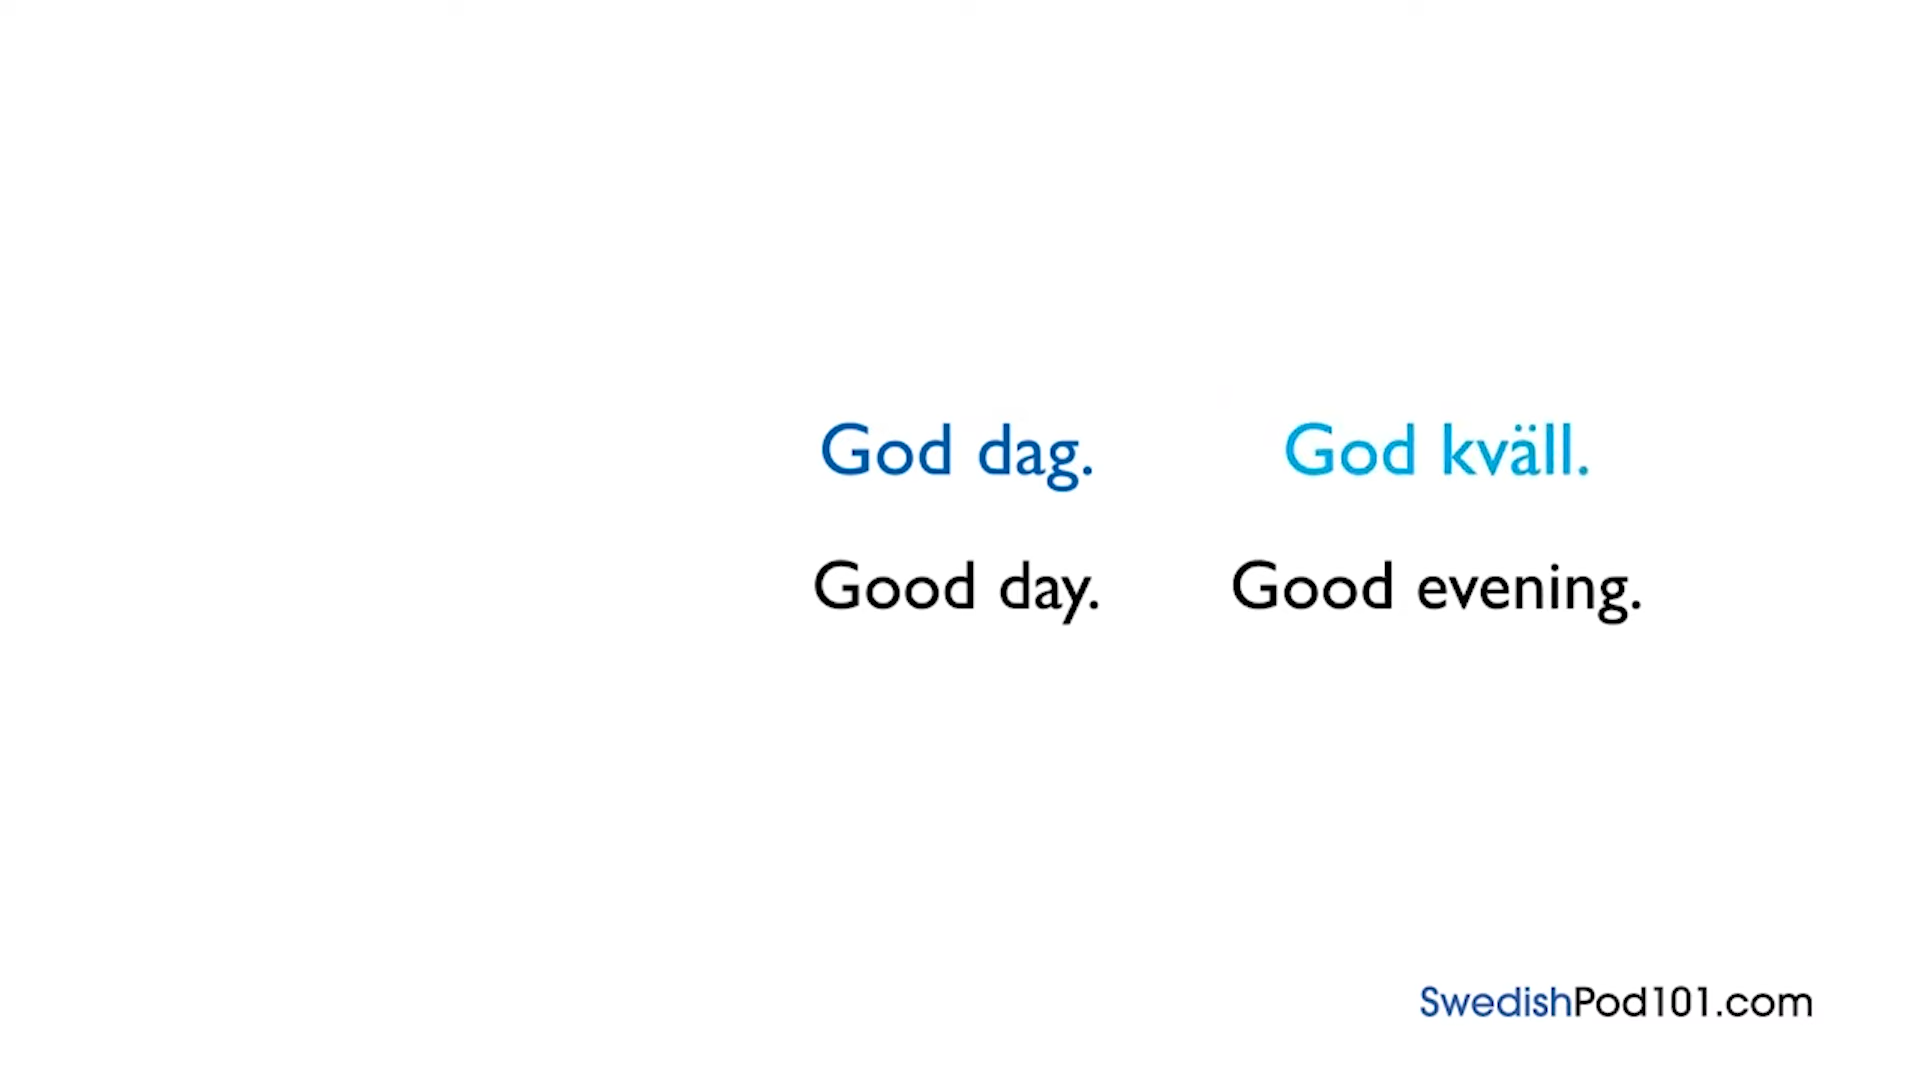 God dag.
God kväll.
Good day.
Good evening.
SwedishPod101.com